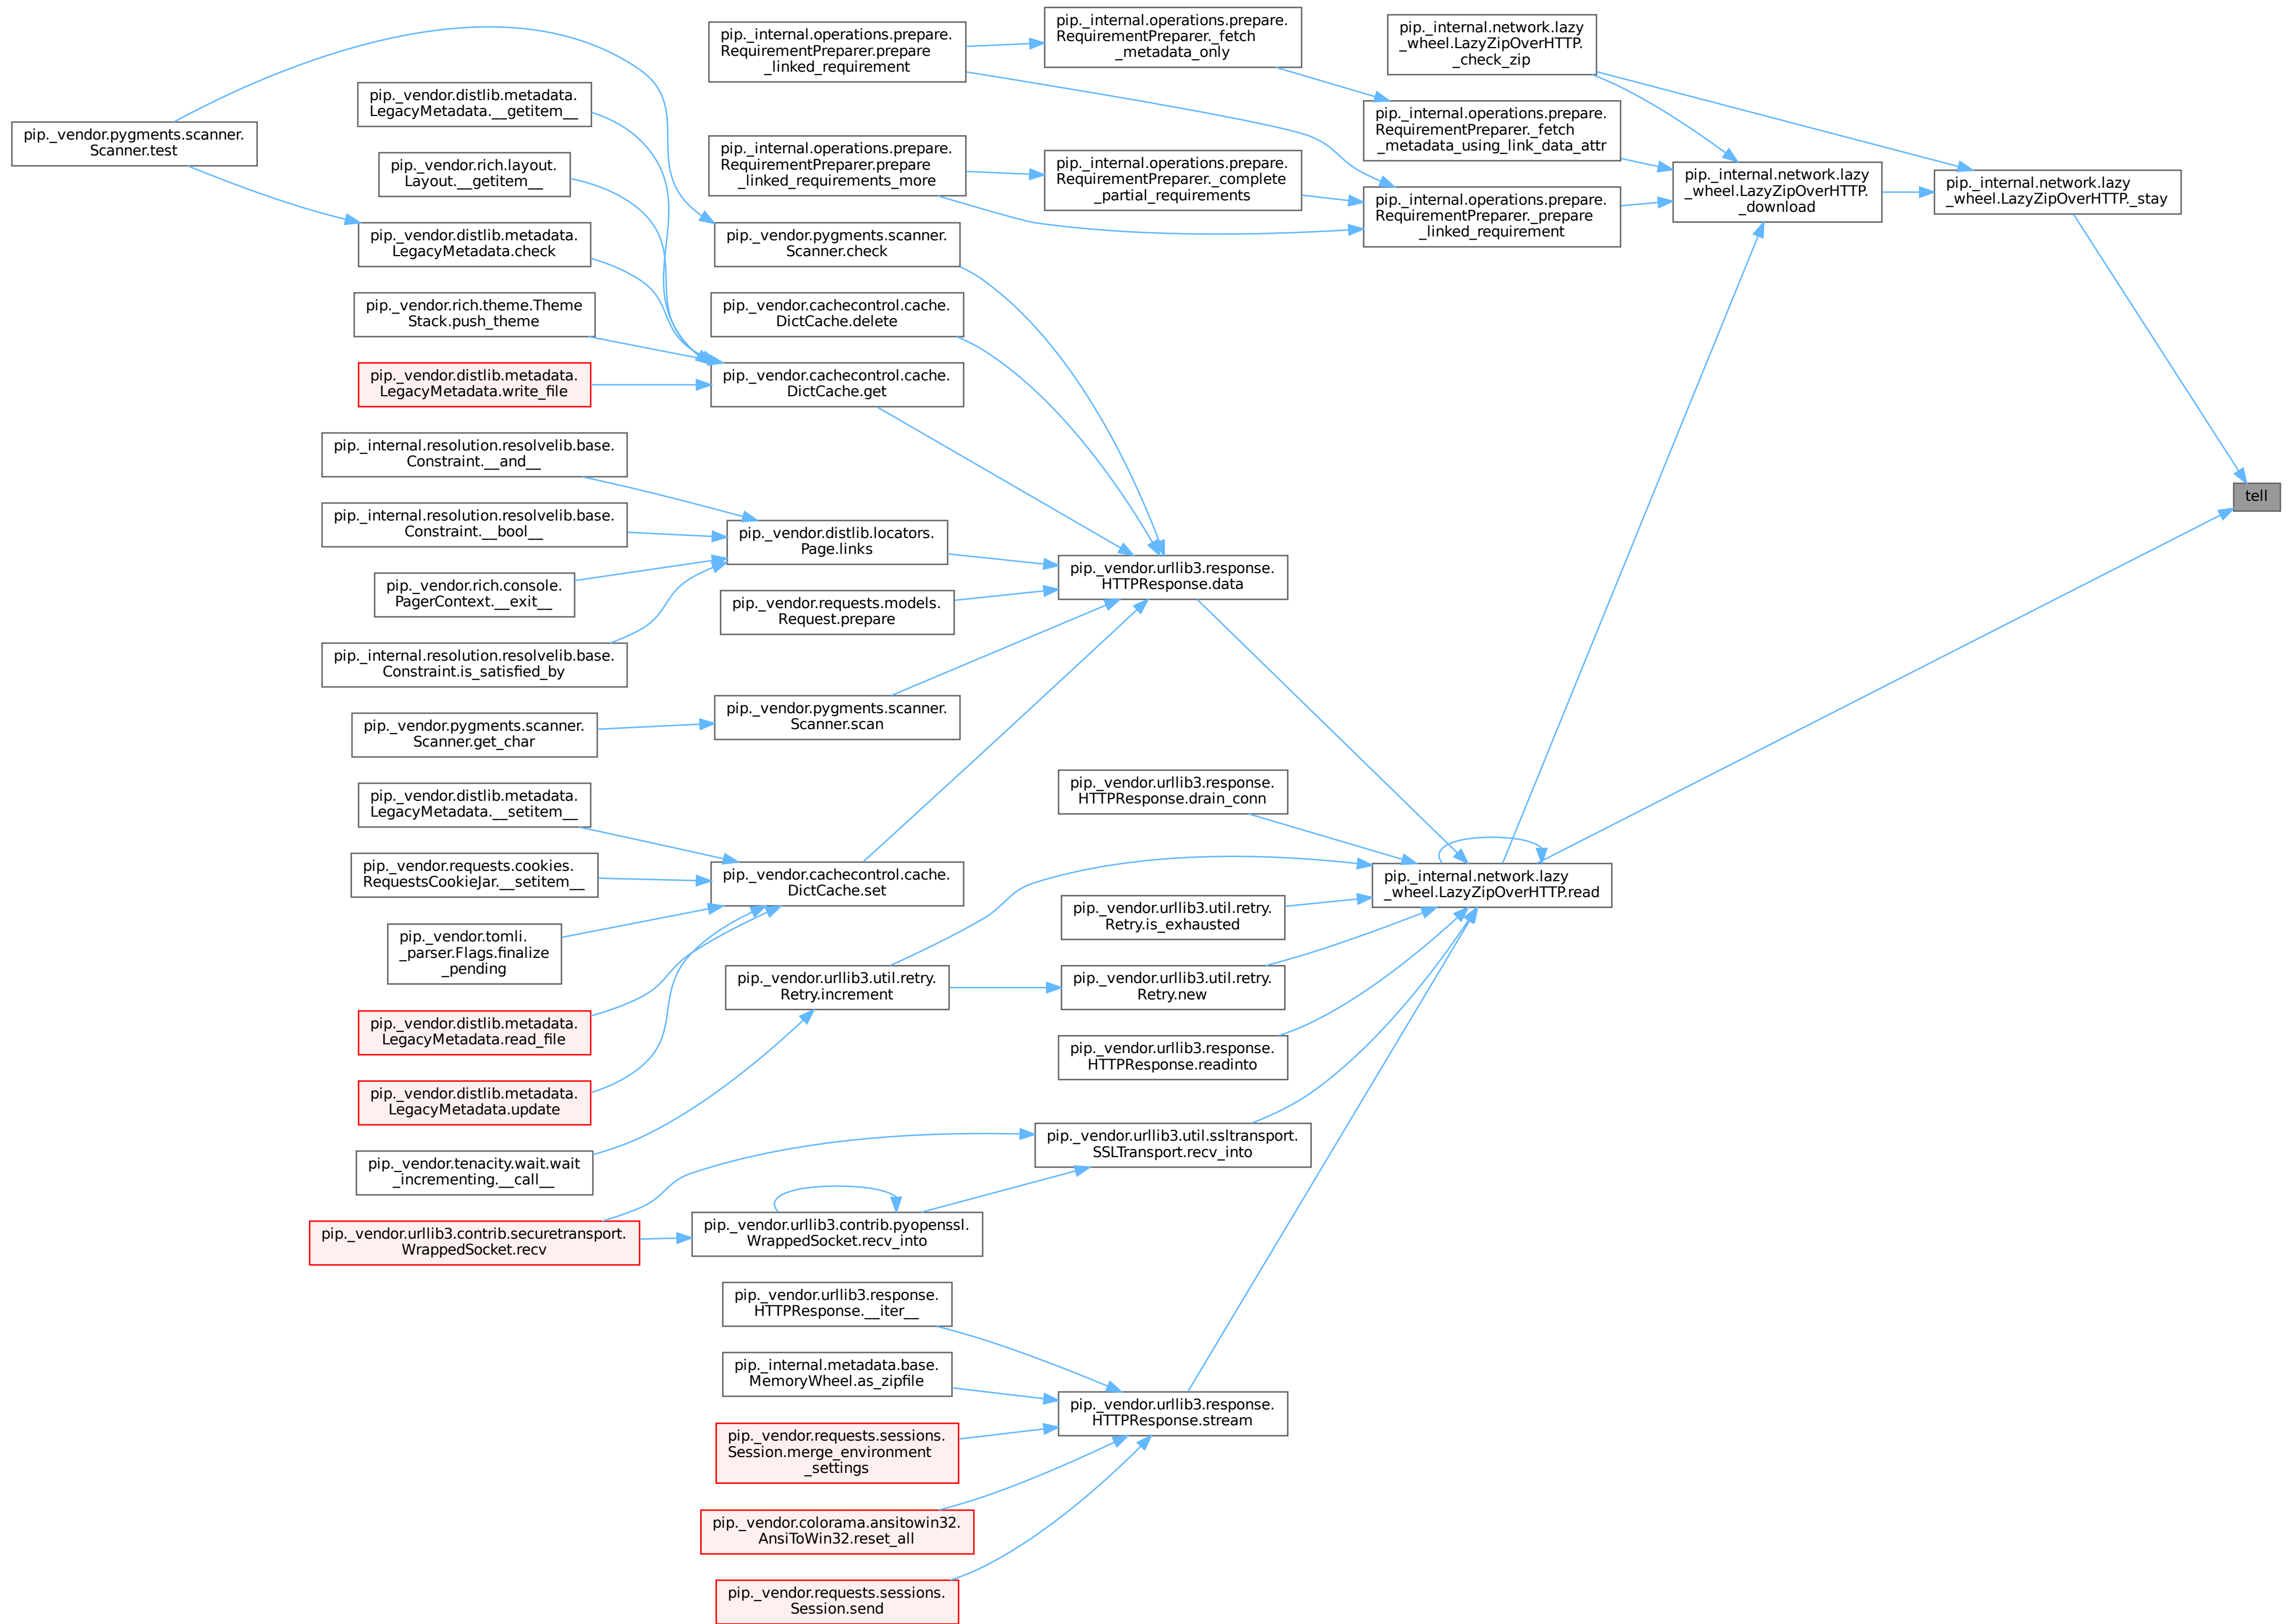 pip._internal.operations.prepare.
RequirementPreparer.prepare
_linked_requirement
pip._internal.operations.prepare.
RequirementPreparer._fetch
_metadata_only
pip._internal.network.lazy
_wheel.LazyZipOverHTTP.
_check_zip
pip._vendor.distlib.metadata.
LegacyMetadata.__getitem__
pip._internal.operations.prepare.
RequirementPreparer._fetch
_metadata_using_link_data_attr
pip._vendor.pygments.scanner.
Scanner.test
pip._vendor.rich.layout.
Layout.__getitem__
pip._internal.operations.prepare.
RequirementPreparer.prepare
_linked_requirements_more
pip._internal.operations.prepare.
RequirementPreparer._complete
_partial_requirements
pip._internal.network.lazy
_wheel.LazyZipOverHTTP.
_download
pip._internal.network.lazy
_wheel.LazyZipOverHTTP._stay
pip._internal.operations.prepare.
RequirementPreparer._prepare
_linked_requirement
pip._vendor.distlib.metadata.
LegacyMetadata.check
pip._vendor.pygments.scanner.
Scanner.check
pip._vendor.rich.theme.Theme
Stack.push_theme
pip._vendor.cachecontrol.cache.
DictCache.delete
pip._vendor.distlib.metadata.
LegacyMetadata.write_file
pip._vendor.cachecontrol.cache.
DictCache.get
pip._internal.resolution.resolvelib.base.
Constraint.__and__
tell
pip._internal.resolution.resolvelib.base.
Constraint.__bool__
pip._vendor.distlib.locators.
Page.links
pip._vendor.urllib3.response.
HTTPResponse.data
pip._vendor.rich.console.
PagerContext.__exit__
pip._vendor.requests.models.
Request.prepare
pip._internal.resolution.resolvelib.base.
Constraint.is_satisfied_by
pip._vendor.pygments.scanner.
Scanner.get_char
pip._vendor.pygments.scanner.
Scanner.scan
pip._vendor.urllib3.response.
HTTPResponse.drain_conn
pip._vendor.distlib.metadata.
LegacyMetadata.__setitem__
pip._vendor.requests.cookies.
RequestsCookieJar.__setitem__
pip._vendor.cachecontrol.cache.
DictCache.set
pip._internal.network.lazy
_wheel.LazyZipOverHTTP.read
pip._vendor.urllib3.util.retry.
Retry.is_exhausted
pip._vendor.tomli.
_parser.Flags.finalize
_pending
pip._vendor.urllib3.util.retry.
Retry.increment
pip._vendor.urllib3.util.retry.
Retry.new
pip._vendor.distlib.metadata.
LegacyMetadata.read_file
pip._vendor.urllib3.response.
HTTPResponse.readinto
pip._vendor.distlib.metadata.
LegacyMetadata.update
pip._vendor.urllib3.util.ssltransport.
SSLTransport.recv_into
pip._vendor.tenacity.wait.wait
_incrementing.__call__
pip._vendor.urllib3.contrib.securetransport.
WrappedSocket.recv
pip._vendor.urllib3.contrib.pyopenssl.
WrappedSocket.recv_into
pip._vendor.urllib3.response.
HTTPResponse.__iter__
pip._internal.metadata.base.
MemoryWheel.as_zipfile
pip._vendor.urllib3.response.
HTTPResponse.stream
pip._vendor.requests.sessions.
Session.merge_environment
_settings
pip._vendor.colorama.ansitowin32.
AnsiToWin32.reset_all
pip._vendor.requests.sessions.
Session.send